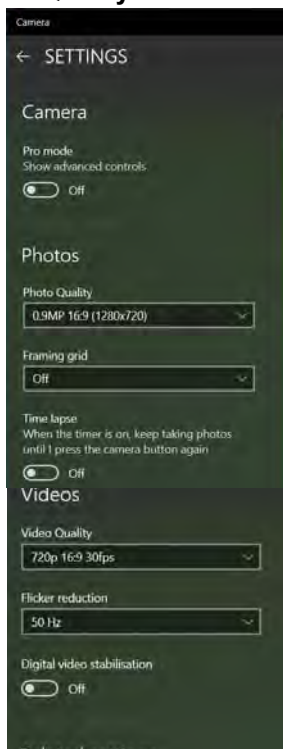 Camera
← SETTINGS
Camera
Pro mode
Show advanced controls
Off
Photos
Photo Quality
0.9MP 16:9 (1280x720)
Framing grid
Off
Time lapse
When the timer is on, keep taking photos
until I press the camera button again
Off
Videos
Video Quality
720p 16:9 30fps
Flicker reduction
50 Hz
Digital video stabilisation
Off